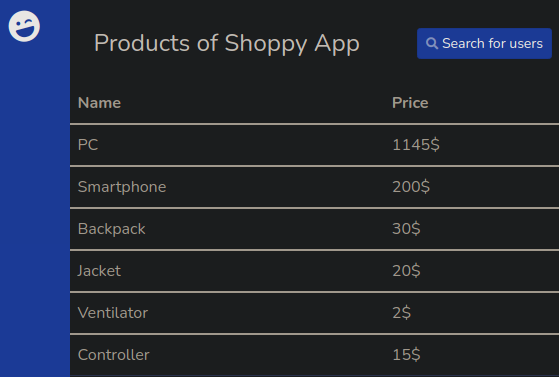 Products of Shoppy App
Search for users
Name Price
PC 1145$
Smartphone 200$
Backpack 30$
Jacket 20$
Ventilator 2$
Controller 15$